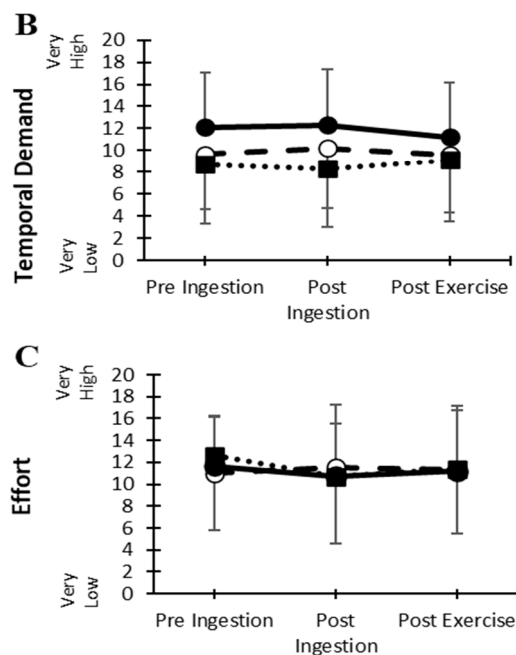 B
Temporal Demand
Very High
Very Low
20
18
16
14
12
10
8
6
4
2
0
Pre Ingestion
Post
Ingestion
Post Exercise
C
Effort
Very High
Very Low
20
18
16
14
12
10
8
6
4
2
0
Pre Ingestion
Post
Ingestion
Post Exercise